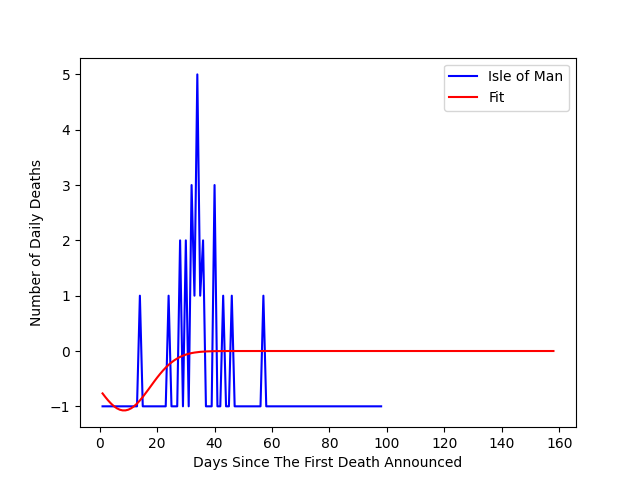 Isle of Man
Fit
Number of Daily Deaths
5
4
3
2
1
0
−1
0 20 40 60 80 100 120 140 160
Days Since The First Death Announced